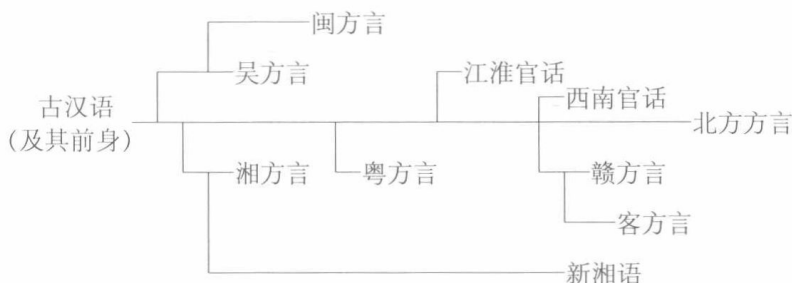 闽方言
吴方言
江淮官话
西南官话
古汉语
(及其前身)
北方方言
湘方言
粤方言
赣方言
客方言
新湘语